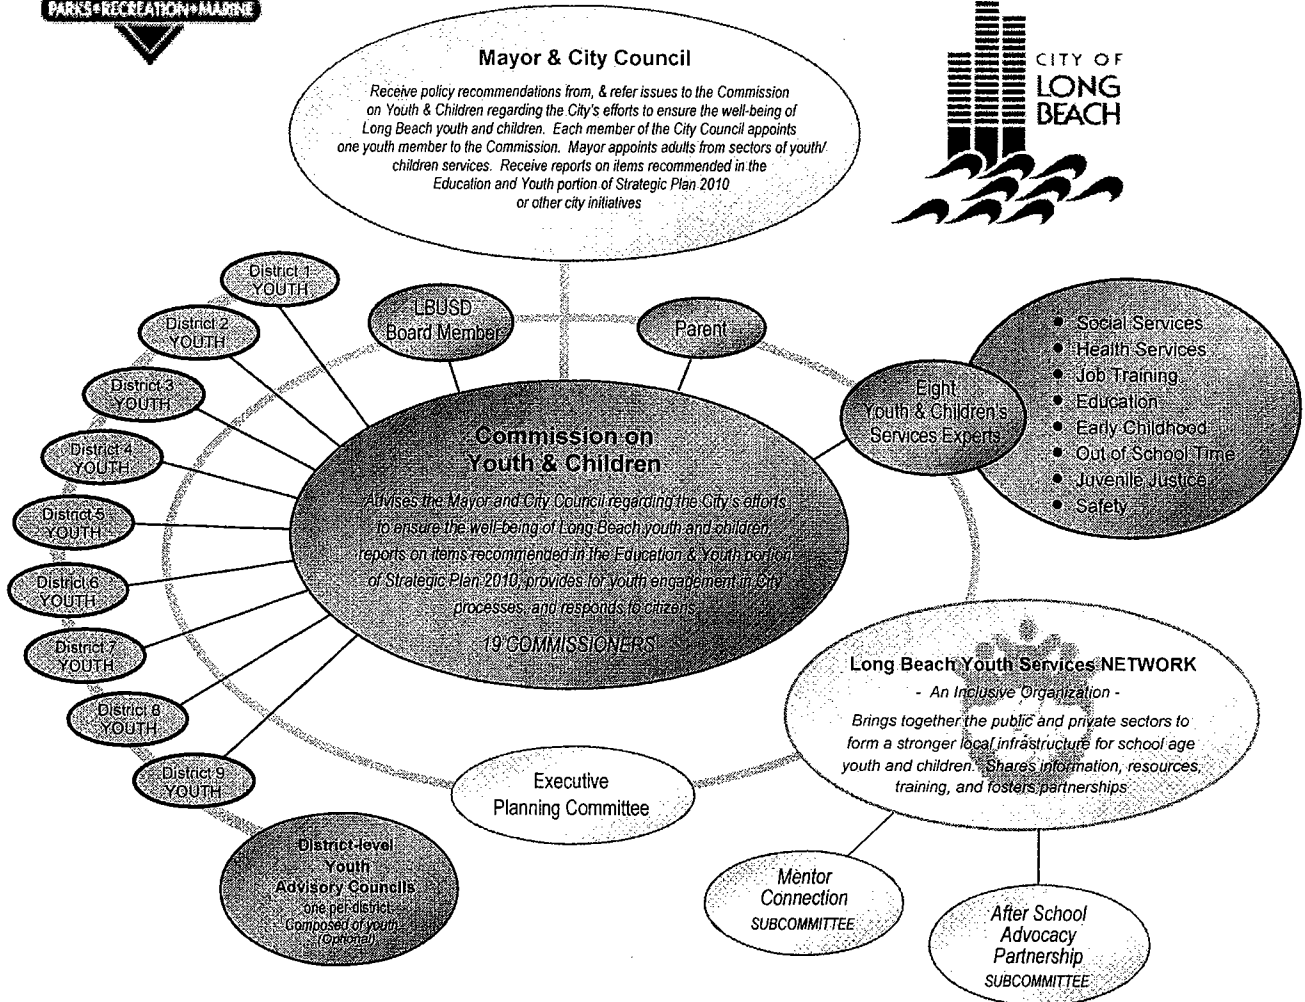 PARKS•RECREATION•MARINE
CITY OF
LONG
BEACH
Mayor & City Council
Receive policy recommendations from, & refer issues to the Commission
on Youth & Children regarding the City's efforts to ensure the well-being of
Long Beach youth and children. Each member of the City Council appoints
one youth member to the Commission. Mayor appoints adults from sectors of youth/
children services. Receive reports on items recommended in the
Education and Youth portion of Strategic Plan 2010
or other city initiatives
District 1
YOUTH
District 2
YOUTH
District 3
YOUTH
District 4
YOUTH
District 5
YOUTH
District 6
YOUTH
District 7
YOUTH
District 8
YOUTH
District 9
YOUTH
LBUSD
Board Member
Parent
Eight
Youth & Children's
Services Experts
• Social Services
• Health Services
• Job Training
• Education
• Early Childhood
• Out of School Time
• Juvenile Justice
• Safety
Commission on
Youth & Children
Advises the Mayor and City Council regarding the City's efforts
to ensure the well-being of Long Beach youth and children,
reports on items recommended in the Education & Youth portion
of Strategic Plan 2010, provides for youth engagement in City
processes, and responds to citizens
19 COMMISSIONERS
Long Beach Youth Services NETWORK
- An Inclusive Organization -
Brings together the public and private sectors to
form a stronger local infrastructure for school age
youth and children. Shares information, resources,
training, and fosters partnerships
Executive
Planning Committee
District-level
Youth
Advisory Councils
one per district
Composed of youth
(Optional)
Mentor
Connection
SUBCOMMITTEE
After School
Advocacy
Partnership
SUBCOMMITTEE